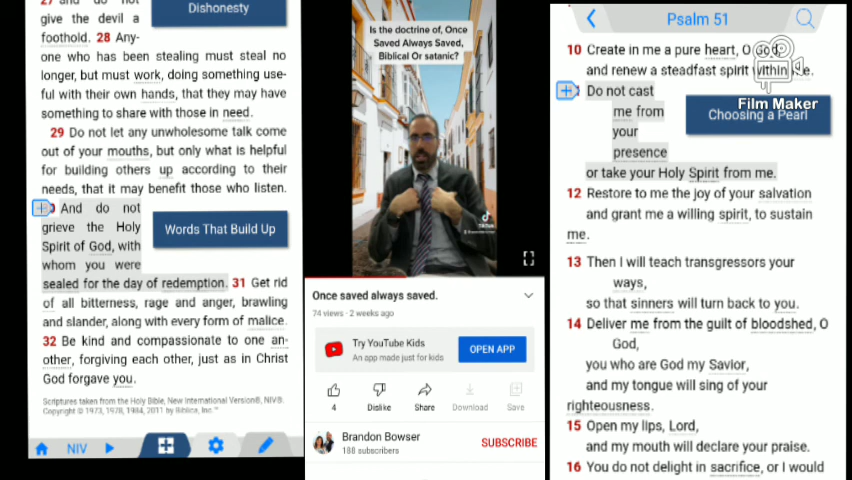 27 and do not
give the devil a
foothold. 28 Any-
one who has been stealing must steal no
longer, but must work, doing something use-
ful with their own hands, that they may have
something to share with those in need.
29 Do not let any unwholesome talk come
out of your mouths, but only what is helpful
for building others up according to their
needs, that it may benefit those who listen.
And do not
grieve the Holy
Spirit of God, with
whom you were
sealed for the day of redemption. 31 Get rid
of all bitterness, rage and anger, brawling
and slander, along with every form of malice.
32 Be kind and compassionate to one an-
other, forgiving each other, just as in Christ
God forgave you.
Dishonesty
Words That Build Up
Scriptures taken from the Holy Bible, New International Version®, NIV®.
Copyright © 1973, 1978, 1984, 2011 by Biblica, Inc.™
NIV
Is the doctrine of, Once
Saved Always Saved,
Biblical Or satanic?
TikTok
Once saved always saved.
74 views · 2 weeks ago
Try YouTube Kids
An app made just for kids
OPEN APP
4
Dislike
Share
Download
Save
Brandon Bowser
188 subscribers
SUBSCRIBE
Psalm 51
10 Create in me a pure heart, O God,
and renew a steadfast spirit within me.
Do not cast
me from
your
presence
or take your Holy Spirit from me.
Film Maker
Choosing a Pearl
12 Restore to me the joy of your salvation
and grant me a willing spirit, to sustain
me.
13 Then I will teach transgressors your
ways,
so that sinners will turn back to you.
14 Deliver me from the guilt of bloodshed, O
God,
you who are God my Savior,
and my tongue will sing of your
righteousness.
15 Open my lips, Lord,
and my mouth will declare your praise.
16 You do not delight in sacrifice, or I would